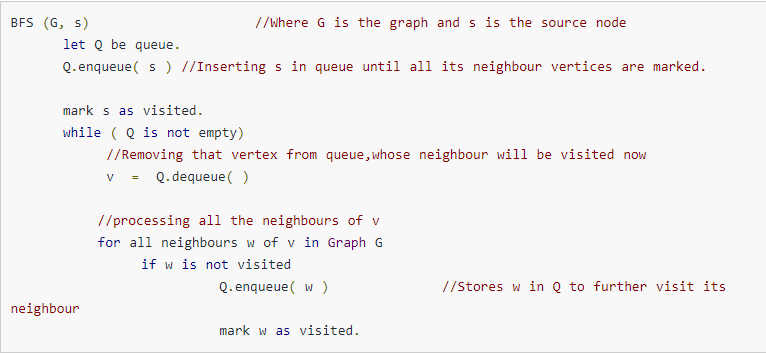 BFS (G, s)                    //Where G is the graph and s is the source node
      let Q be queue.
      Q.enqueue( s ) //Inserting s in queue until all its neighbour vertices are marked.

      mark s as visited.
      while ( Q is not empty)
           //Removing that vertex from queue,whose neighbour will be visited now
           v  =  Q.dequeue( )

          //processing all the neighbours of v
          for all neighbours w of v in Graph G
               if w is not visited
                        Q.enqueue( w )             //Stores w in Q to further visit its
neighbour
                        mark w as visited.